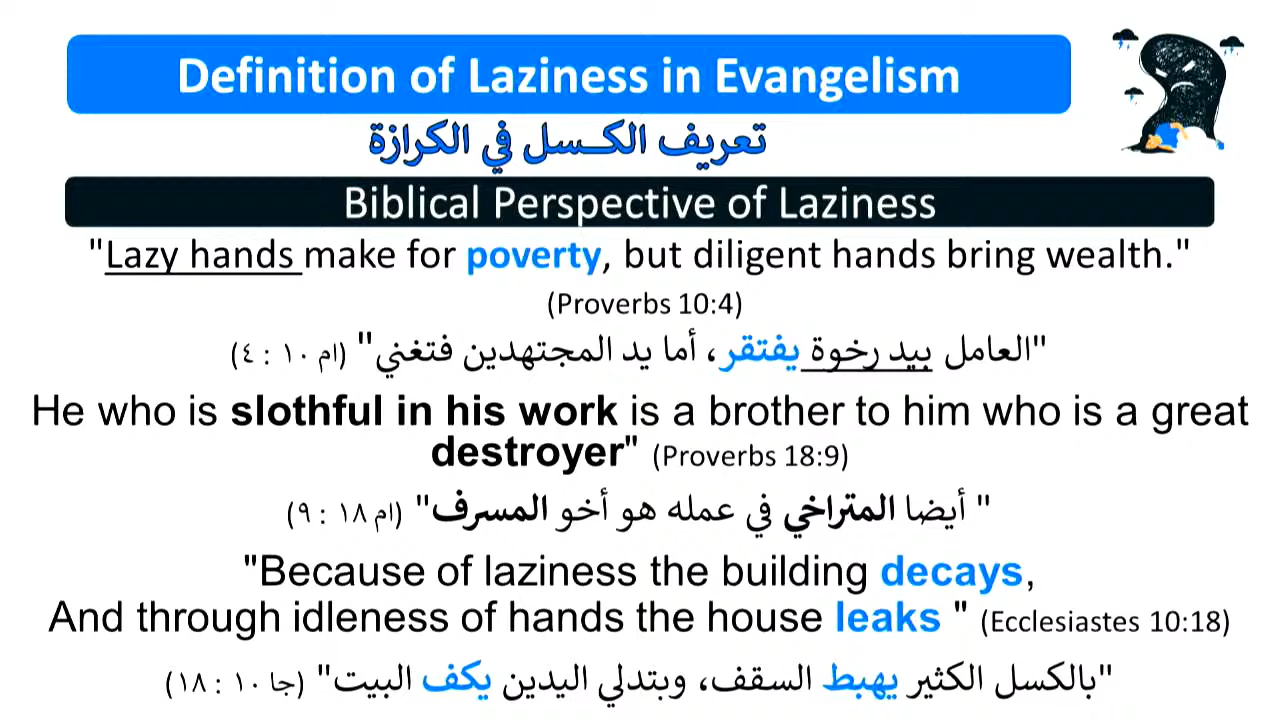 Definition of Laziness in Evangelism
تعريف الكسل في الكرازة
Biblical Perspective of Laziness
"Lazy hands make for poverty, but diligent hands bring wealth."
(Proverbs 10:4)
"العامل بيد رخوة يفتقر، أما يد المجتهدين فتغني" (ام ١٠ : ٤)
He who is slothful in his work is a brother to him who is a great
destroyer" (Proverbs 18:9)
" أيضا المتراخي في عمله هو أخو المسرف" (ام ١٨ : ٩)
"Because of laziness the building decays,
And through idleness of hands the house leaks " (Ecclesiastes 10:18)
"بالكسل الكثير يهبط السقف، وبتدلي اليدين يكف البيت" (جا ١٠ : ١٨)